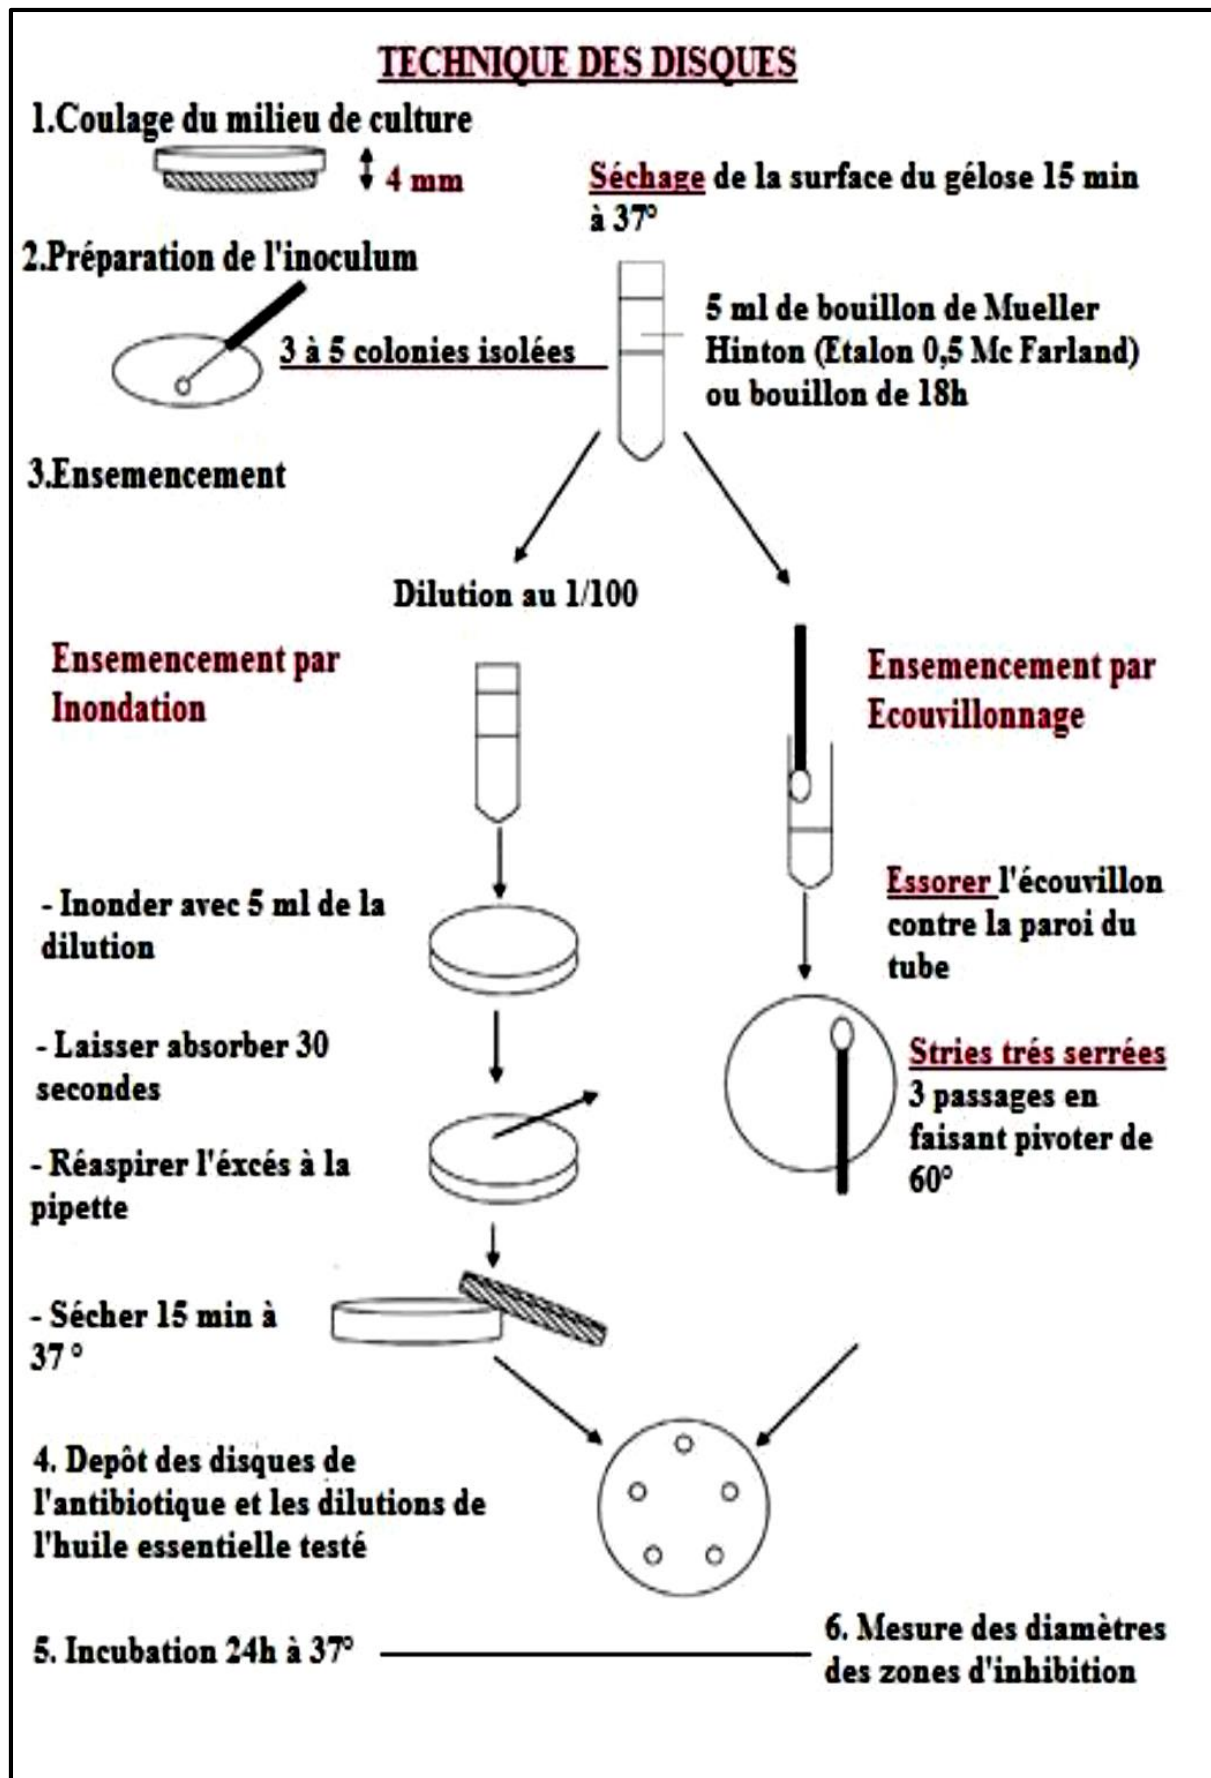 TECHNIQUE DES DISQUES
1.Coulage du milieu de culture
4 mm
Séchage de la surface du gélose 15 min
à 37°
2.Préparation de l'inoculum
3 à 5 colonies isolées
5 ml de bouillon de Mueller
Hinton (Etalon 0,5 Mc Farland)
ou bouillon de 18h
3.Ensemencement
Dilution au 1/100
Ensemencement par
Inondation
Ensemencement par
Ecouvillonnage
- Inonder avec 5 ml de la
dilution
Essorer l'écouvillon
contre la paroi du
tube
- Laisser absorber 30
secondes
Stries trés serrées
3 passages en
faisant pivoter de
60°
- Réaspirer l'éxcés à la
pipette
- Sécher 15 min à
37 °
4. Depôt des disques de
l'antibiotique et les dilutions de
l'huile essentielle testé
5. Incubation 24h à 37°
6. Mesure des diamètres
des zones d'inhibition